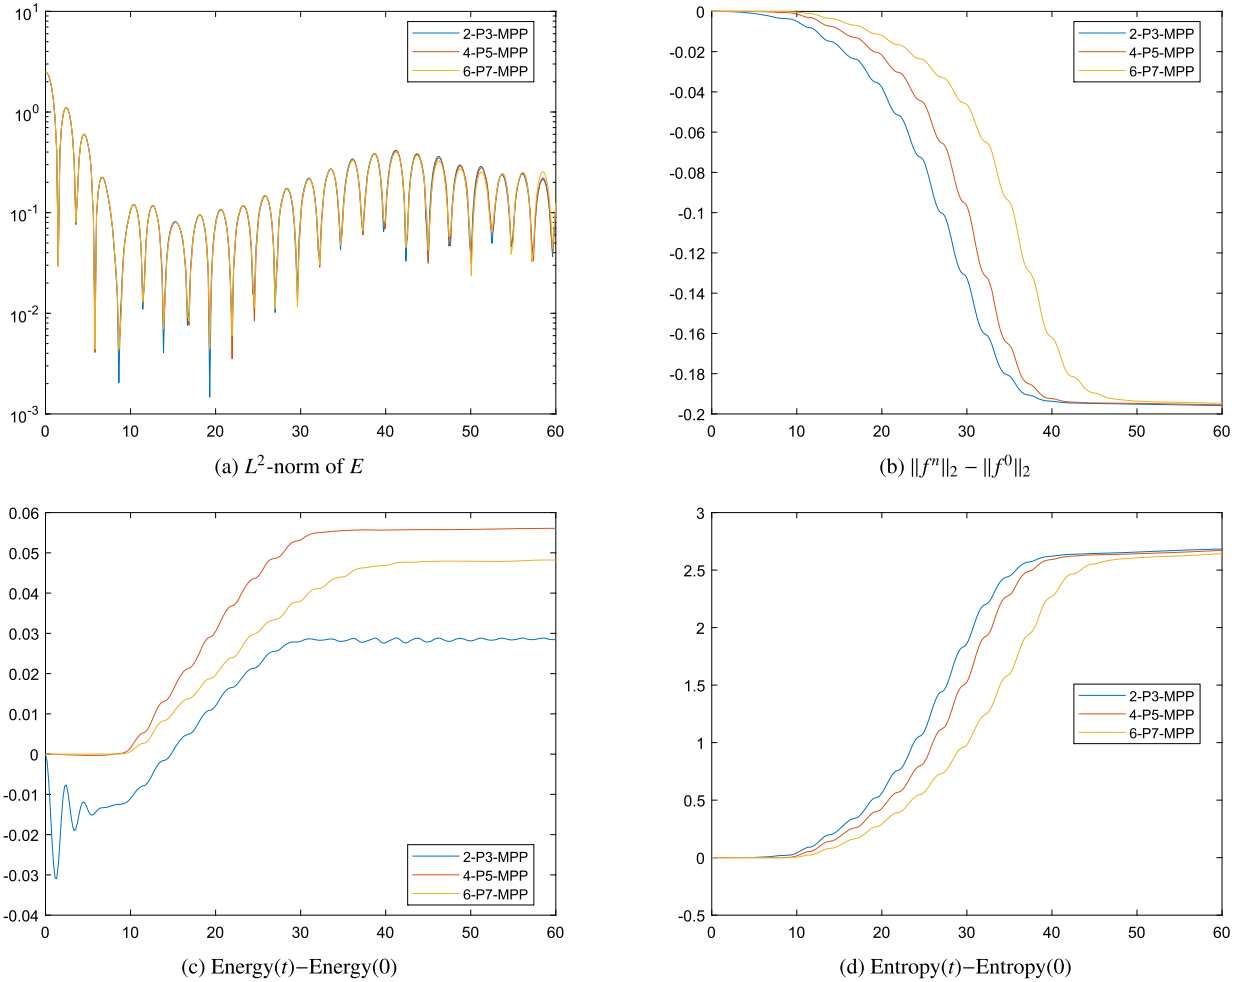 10^1
10^0
10^-1
10^-2
10^-3
0 10 20 30 40 50 60
2-P3-MPP
4-P5-MPP
6-P7-MPP
(a) L^2-norm of E
0
-0.02
-0.04
-0.06
-0.08
-0.1
-0.12
-0.14
-0.16
-0.18
-0.2
0 10 20 30 40 50 60
2-P3-MPP
4-P5-MPP
6-P7-MPP
(b) ||f^n||_2 − ||f^0||_2
0.06
0.05
0.04
0.03
0.02
0.01
0
-0.01
-0.02
-0.03
-0.04
0 10 20 30 40 50 60
2-P3-MPP
4-P5-MPP
6-P7-MPP
(c) Energy(t)−Energy(0)
3
2.5
2
1.5
1
0.5
0
-0.5
0 10 20 30 40 50 60
2-P3-MPP
4-P5-MPP
6-P7-MPP
(d) Entropy(t)−Entropy(0)